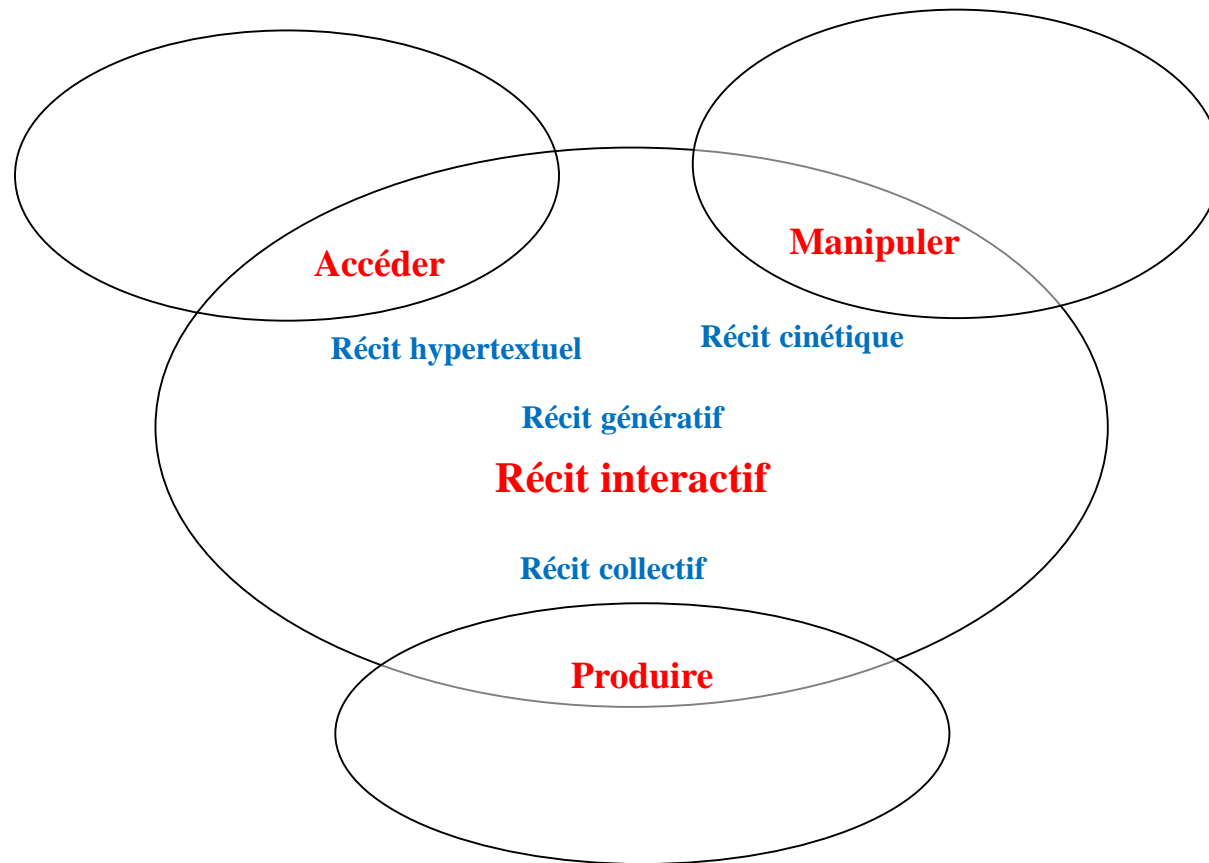 Manipuler
Accéder
Récit cinétique
Récit hypertextuel
Récit génératif
Récit interactif
Récit collectif
Produire